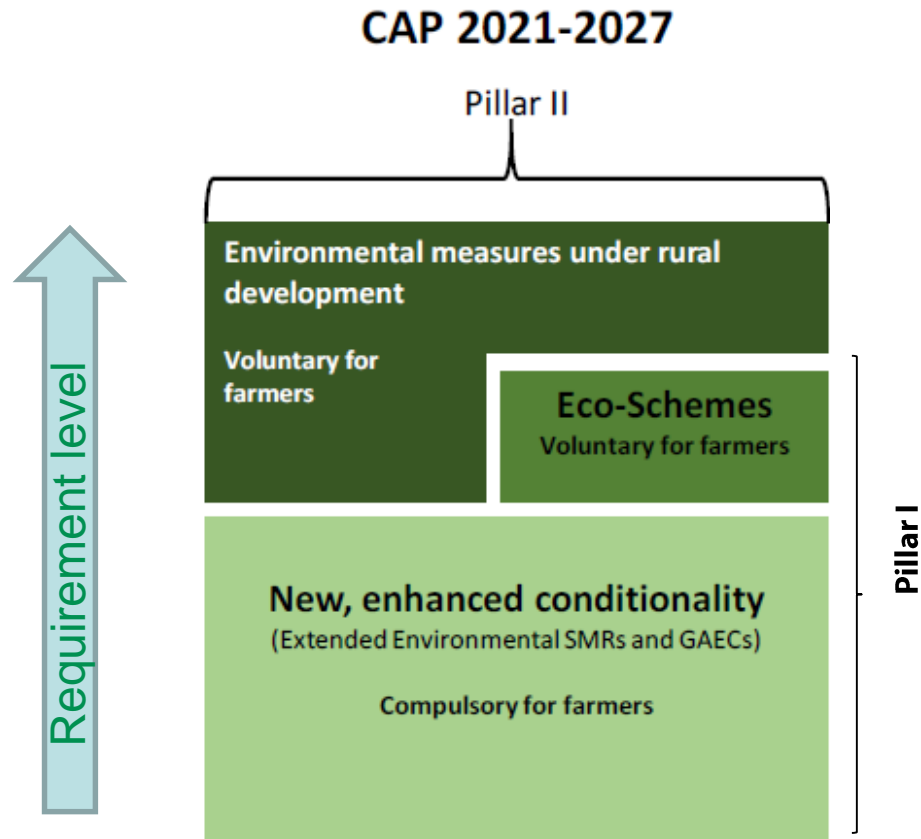 CAP 2021-2027
Pillar II
Environmental measures under rural
development
Voluntary for
farmers
Eco-Schemes
Voluntary for farmers
New, enhanced conditionality
(Extended Environmental SMRs and GAECs)
Compulsory for farmers
Requirement level
Pillar I